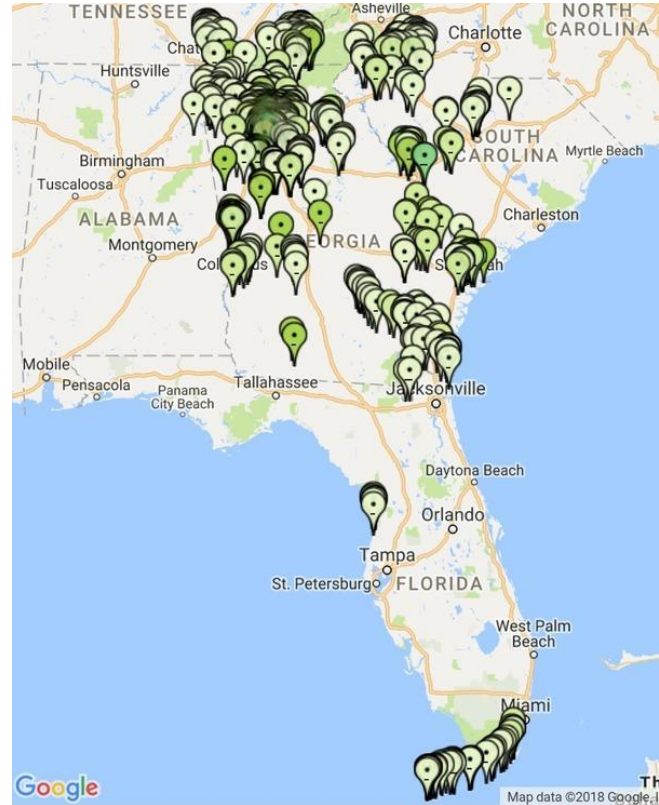 TENNESSEE
Asheville
NORTH
CAROLINA
Charlotte
Chat
Huntsville
SOUTH
CAROLINA
Myrtle Beach
Birmingham
Tuscaloosa
ALABAMA
Charleston
EORGIA
Montgomery
Mobile
Pensacola
Panama
City Beach
Tallahassee
Jacksonville
Daytona Beach
Orlando
Tampa
St. Petersburg
FLORIDA
West Palm
Beach
Miami
Google
Map data ©2018 Google, I